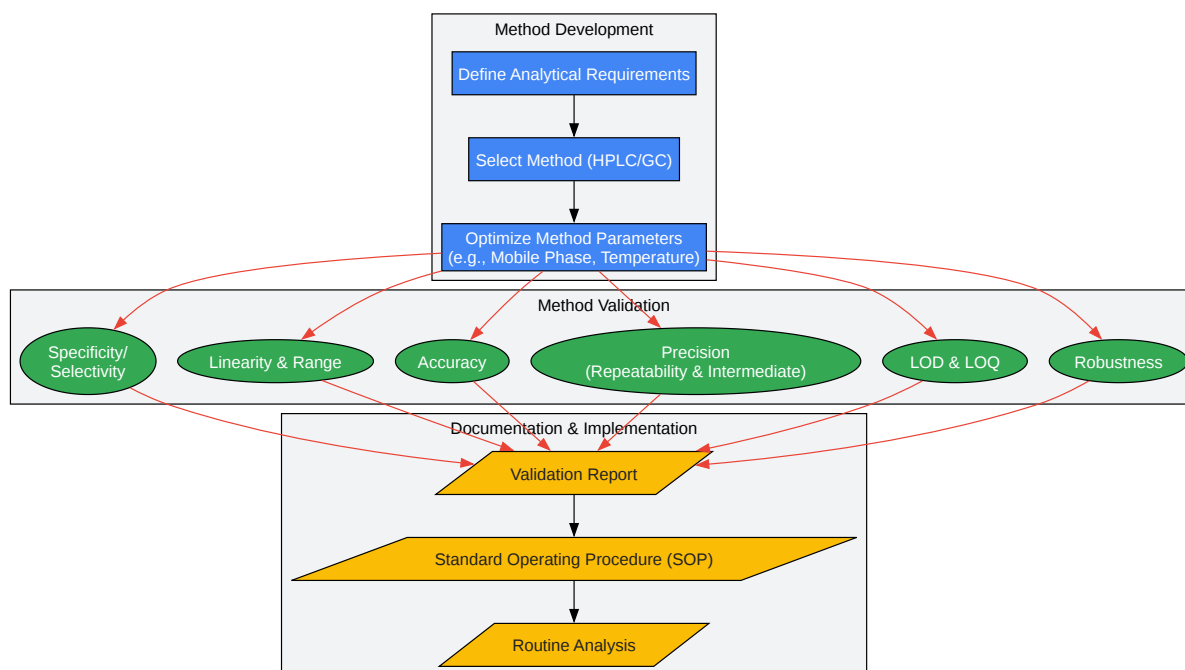 Method Development
Define Analytical Requirements
Select Method (HPLC/GC)
Optimize Method Parameters
(e.g., Mobile Phase, Temperature)
Method Validation
Specificity/
Selectivity
Linearity & Range
Accuracy
Precision
(Repeatability & Intermediate)
LOD & LOQ
Robustness
Documentation & Implementation
Validation Report
Standard Operating Procedure (SOP)
Routine Analysis